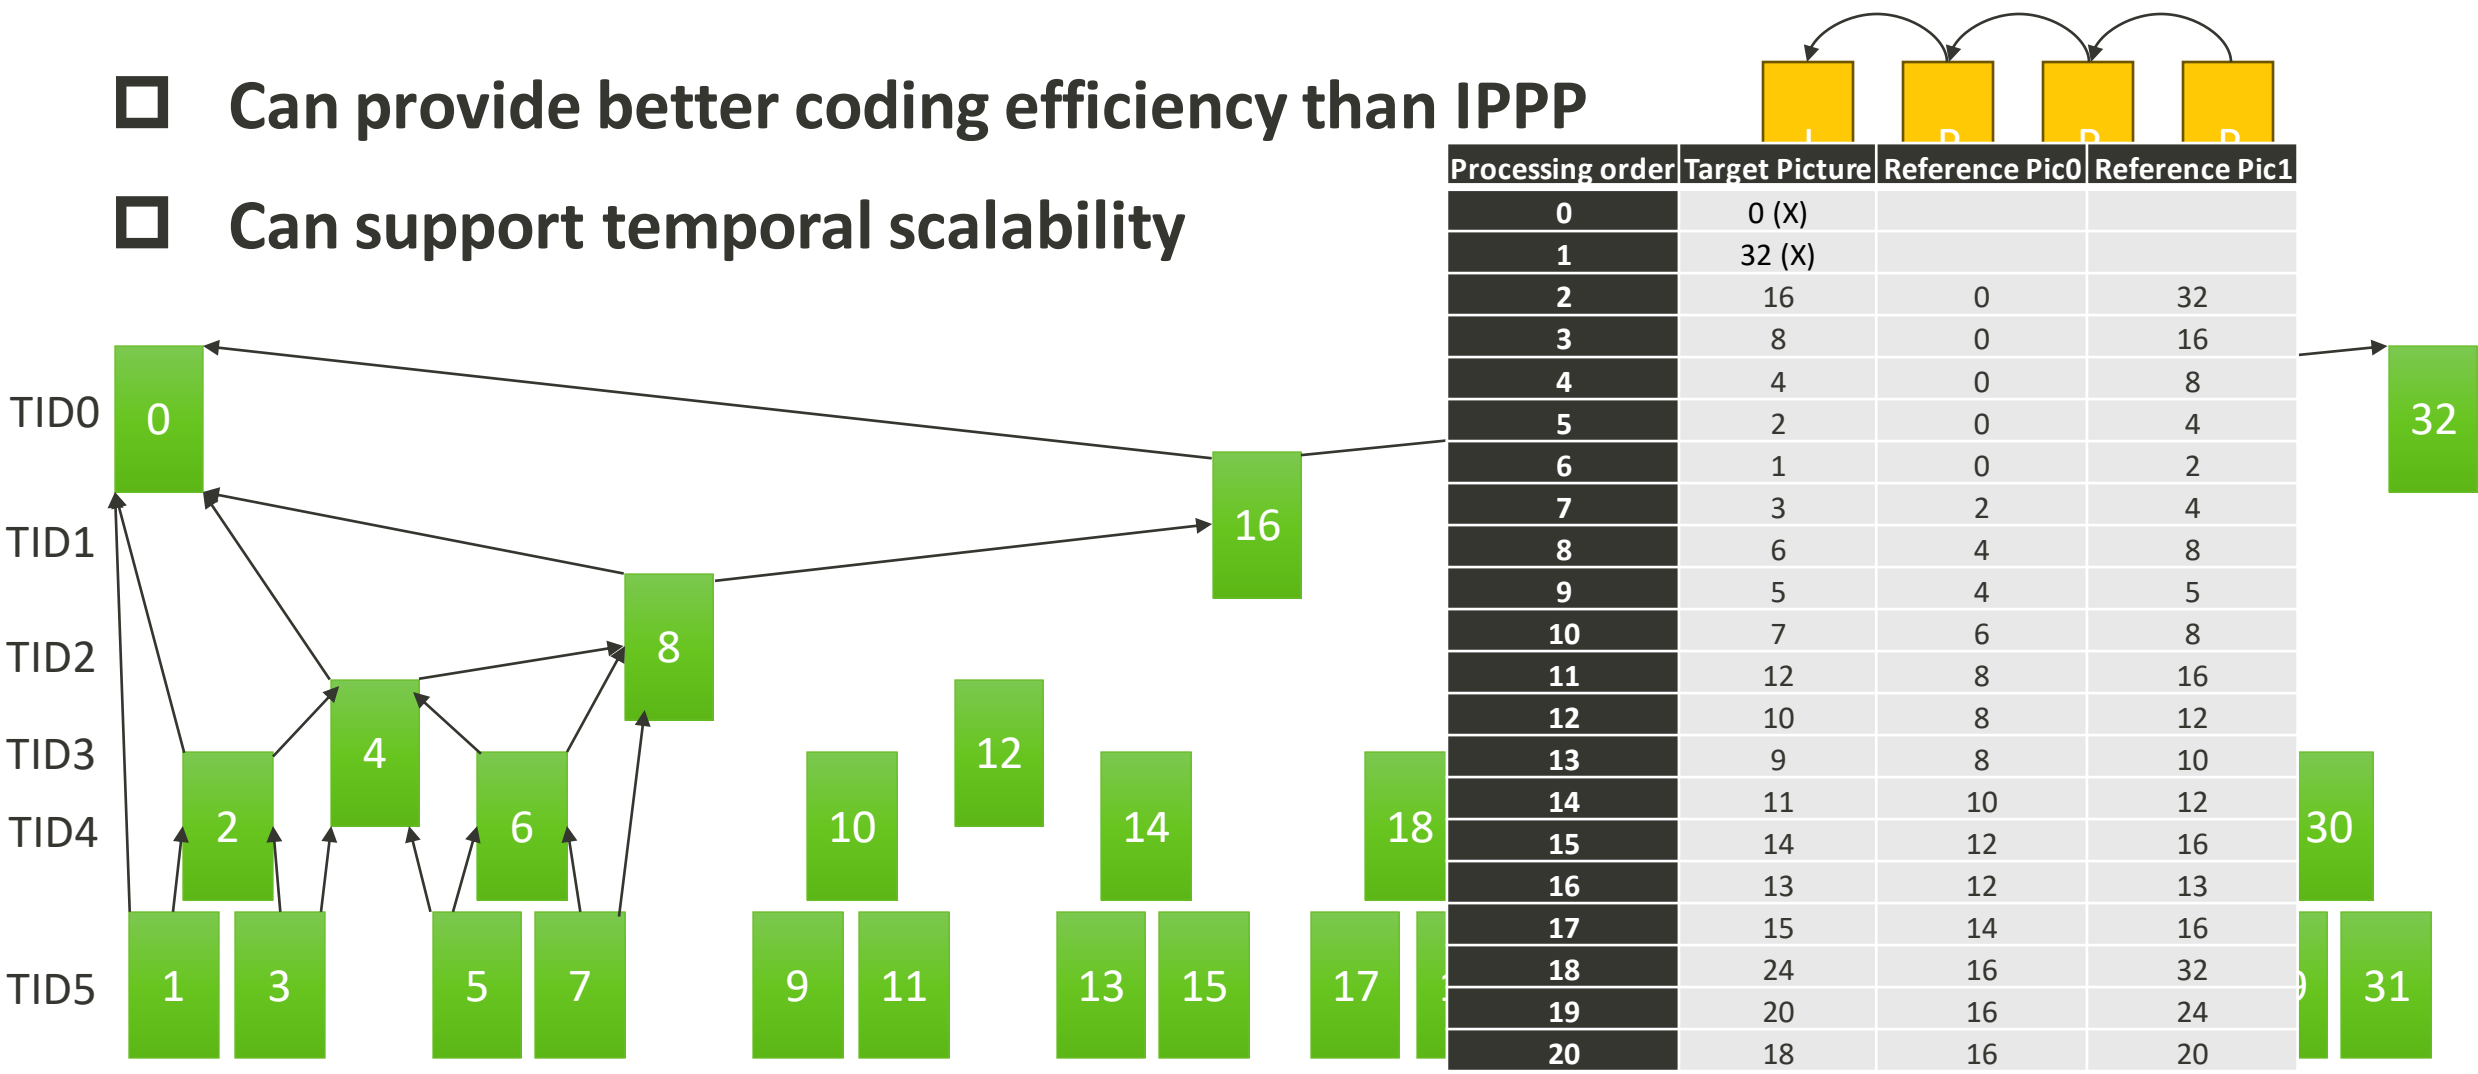 Can provide better coding efficiency than IPPP
Can support temporal scalability
Processing order Target Picture Reference Pic0 Reference Pic1
0 0 (X)
1 32 (X)
2 16 0 32
3 8 0 16
4 4 0 8
5 2 0 4
6 1 0 2
7 3 2 4
8 6 4 8
9 5 4 5
10 7 6 8
11 12 8 16
12 10 8 12
13 9 8 10
14 11 10 12
15 14 12 16
16 13 12 13
17 15 14 16
18 24 16 32
19 20 16 24
20 18 16 20
TID0 0 32
TID1 16
TID2 8
TID3 4 12
TID4 2 6 10 14 18 30
TID5 1 3 5 7 9 11 13 15 17 31